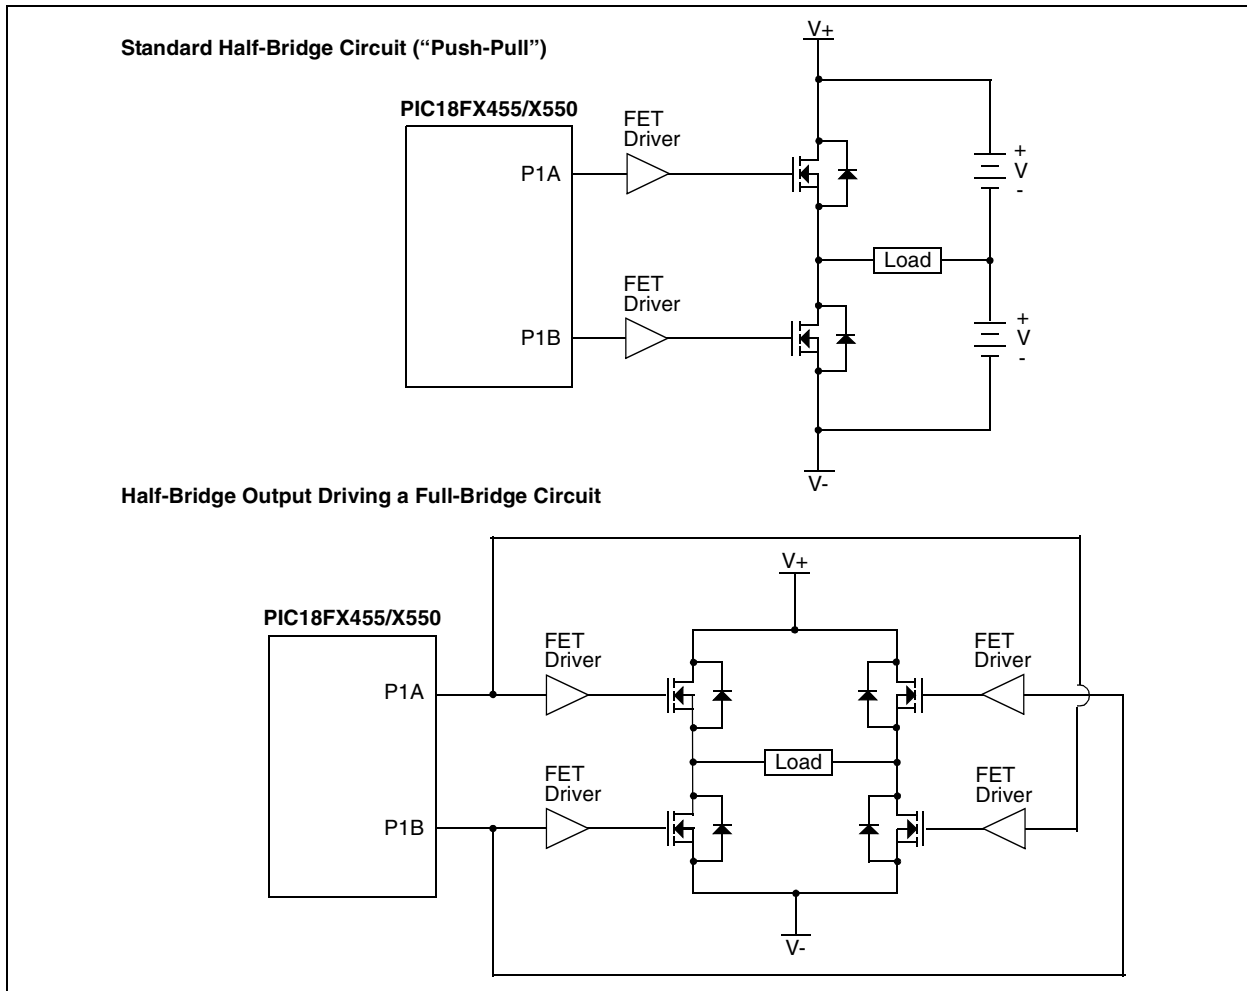 Standard Half-Bridge Circuit (“Push-Pull”)
V+
PIC18FX455/X550
FET
Driver
P1A
+
V
-
Load
FET
Driver
P1B
+
V
-
V-
Half-Bridge Output Driving a Full-Bridge Circuit
V+
PIC18FX455/X550
FET
Driver
FET
Driver
P1A
Load
FET
Driver
FET
Driver
P1B
V-